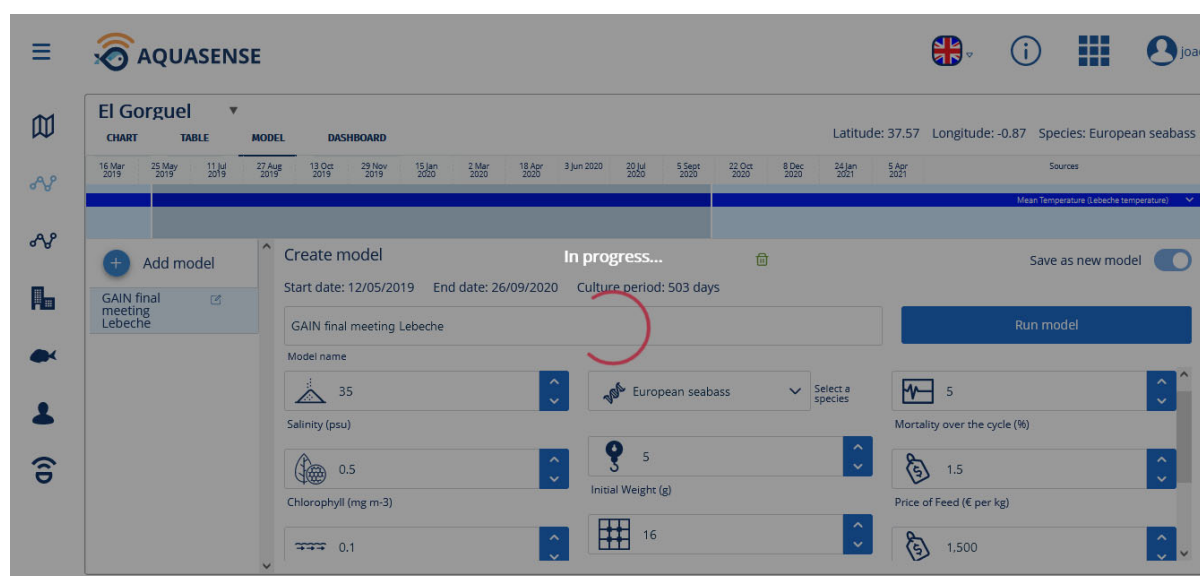 AQUASENSE
El Gorguel
CHART TABLE MODEL DASHBOARD
Latitude: 37.57 Longitude: -0.87 Species: European seabass
16 Mar 2019 25 May 2019 11 Jul 2019 27 Aug 2019 13 Oct 2019 29 Nov 2019 15 Jan 2020 2 Mar 2020 18 Apr 2020 3 Jun 2020 20 Jul 2020 5 Sept 2020 22 Oct 2020 8 Dec 2020 24 Jan 2021 5 Apr 2021 Sources
Mean Temperature (Lebeche temperature)
Add model
GAIN final
meeting
Lebeche
Create model
In progress...
Save as new model
Start date: 12/05/2019 End date: 26/09/2020 Culture period: 503 days
GAIN final meeting Lebeche
Run model
Model name
35
European seabass
Select a
species
5
Salinity (psu)
Mortality over the cycle (%)
0.5
5
1.5
Chlorophyll (mg m-3)
Initial Weight (g)
Price of Feed (€ per kg)
0.1
16
1,500